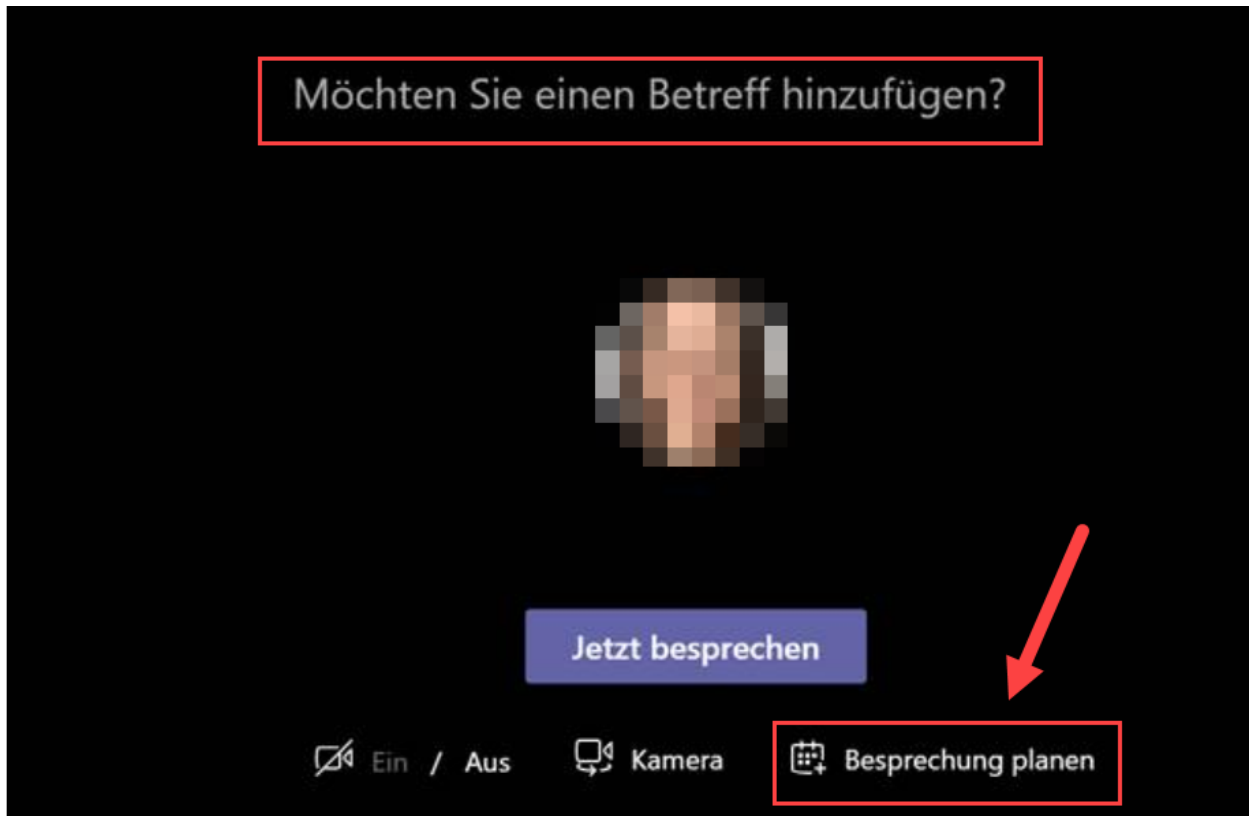 Möchten Sie einen Betreff hinzufügen?
Jetzt besprechen
Ein / Aus Kamera Besprechung planen